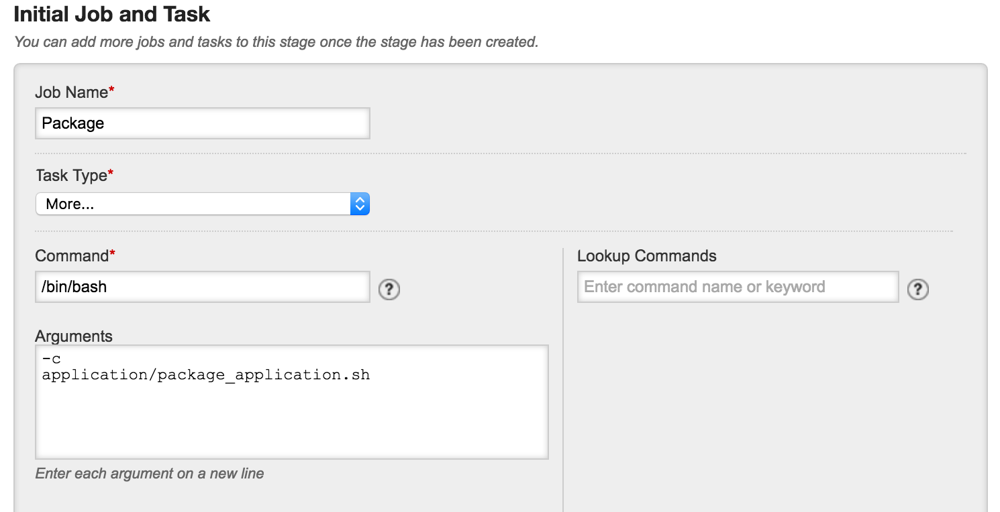 Initial Job and Task
You can add more jobs and tasks to this stage once the stage has been created.
Job Name*
Package
Task Type*
More...
Command*
/bin/bash
?
Lookup Commands
Enter command name or keyword
?
Arguments
-c
application/package_application.sh
Enter each argument on a new line